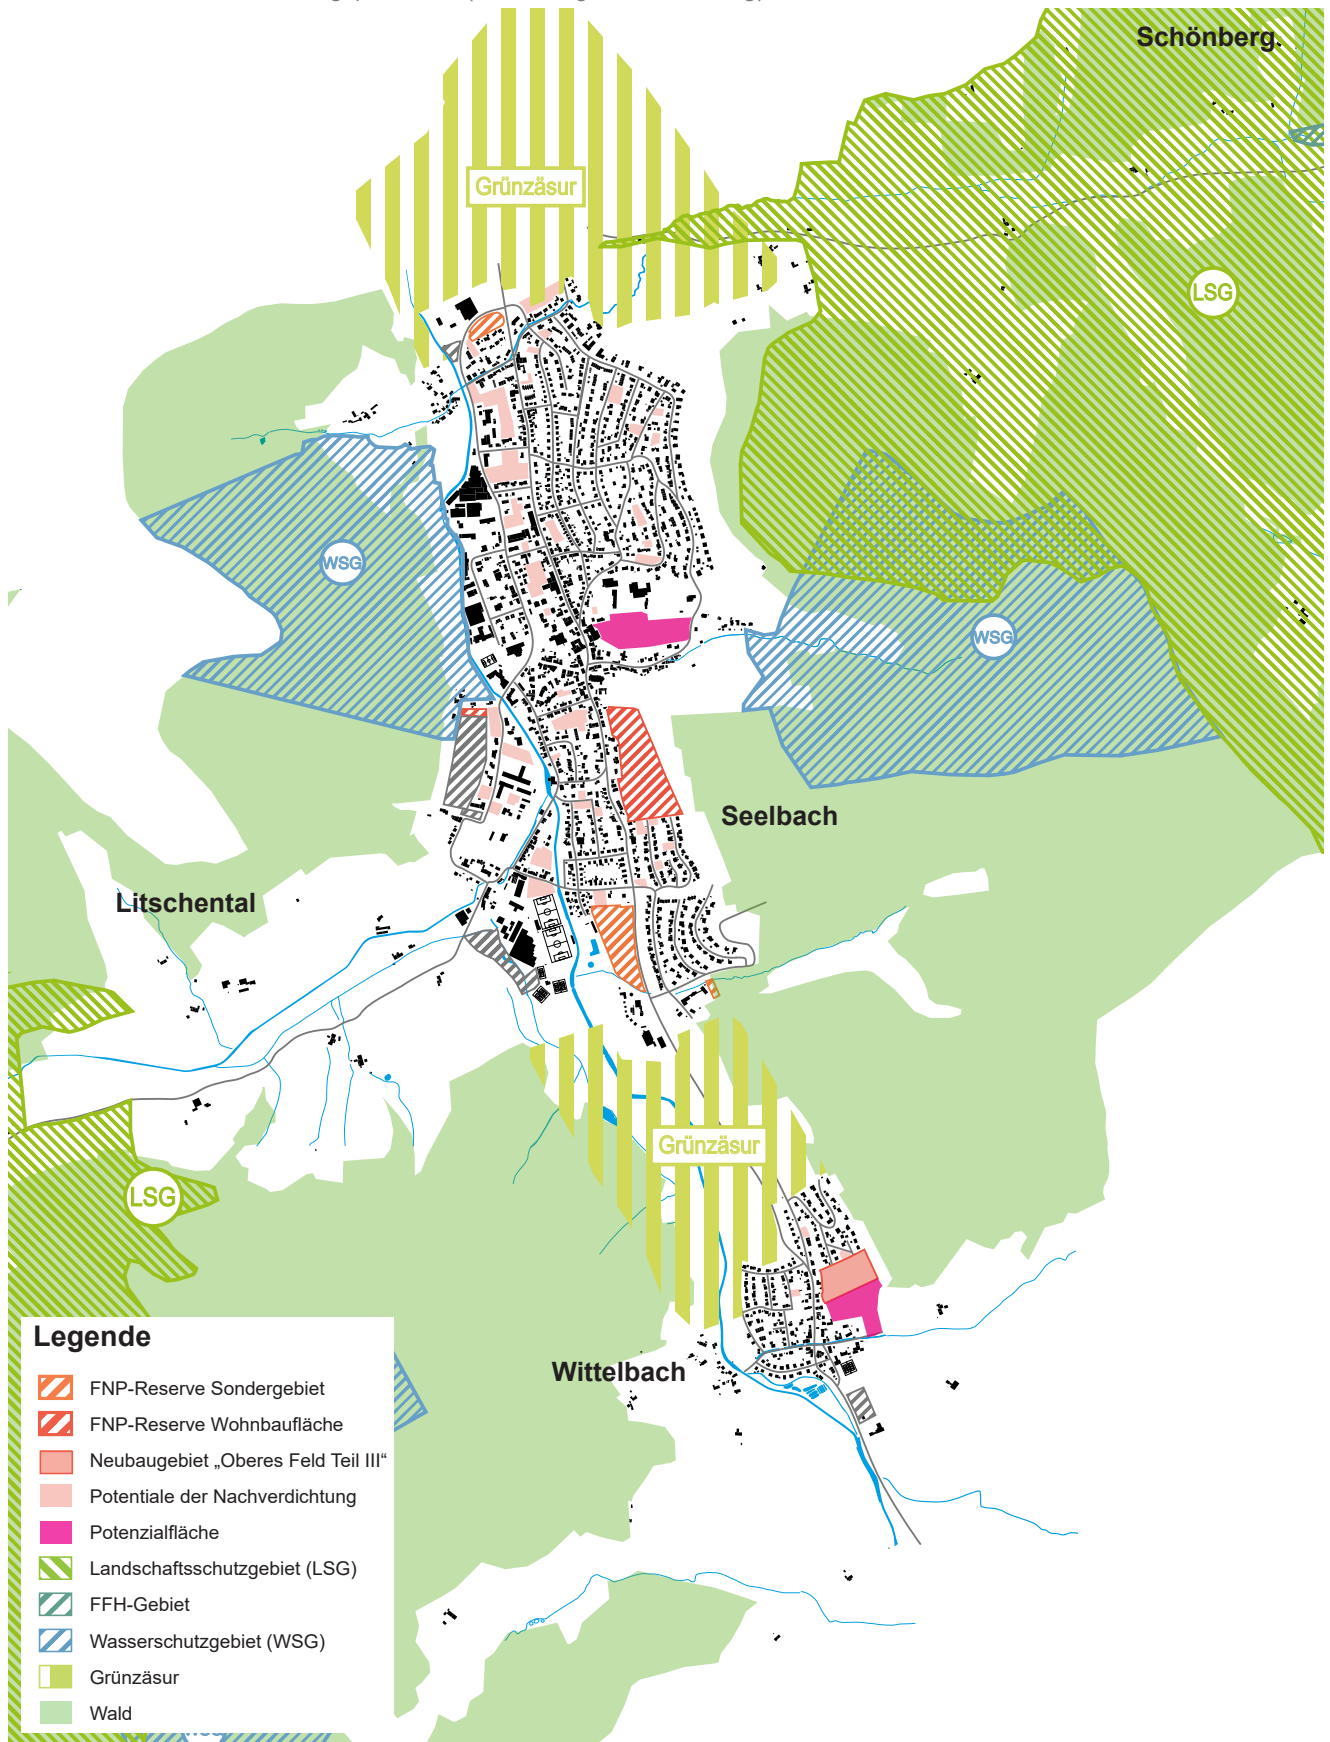 Schönberg
Grünzäsur
LSG
WSG
WSG
Seelbach
Litschental
Grünzäsur
LSG
Wittelbach
Legende
FNP-Reserve Sondergebiet
FNP-Reserve Wohnbaufläche
Neubaugebiet „Oberes Feld Teil III“
Potentiale der Nachverdichtung
Potenzialfläche
Landschaftsschutzgebiet (LSG)
FFH-Gebiet
Wasserschutzgebiet (WSG)
Grünzäsur
Wald